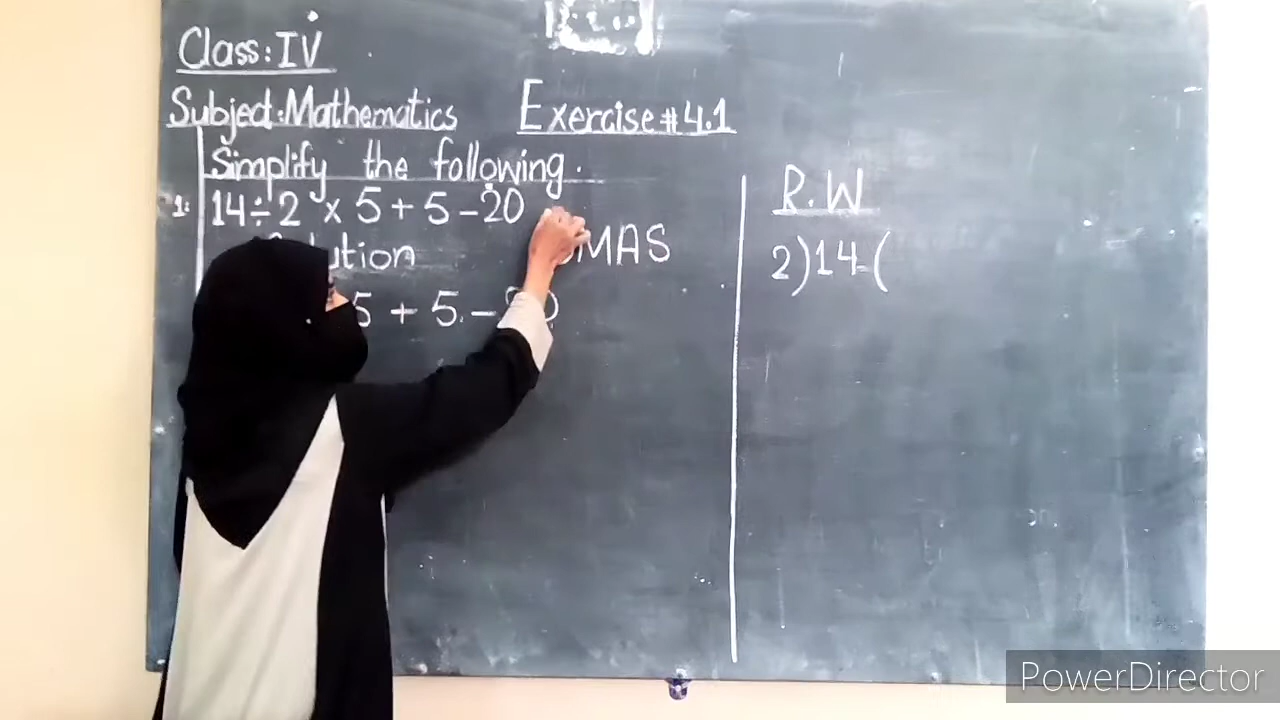 Class: IV
Subject: Mathematics Exercise # 4.1
Simplify the following.
1: 14 ÷ 2 × 5 + 5 - 20
MAS
5 + 5 -
R.W
2)14(
PowerDirector